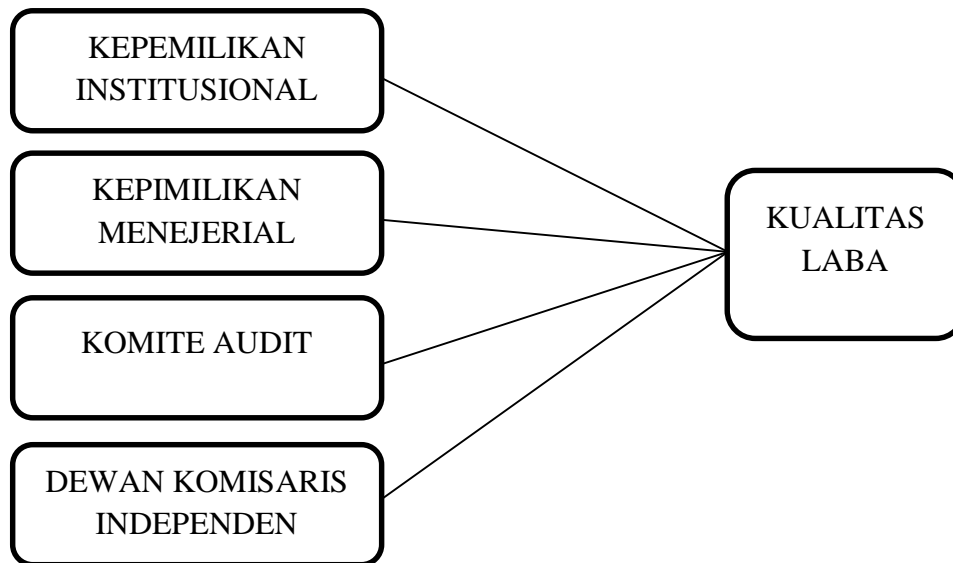 KEPEMILIKAN
INSTITUSIONAL
KEPIMILIKAN
MENEJERIAL
KOMITE AUDIT
DEWAN KOMISARIS
INDEPENDEN
KUALITAS
LABA